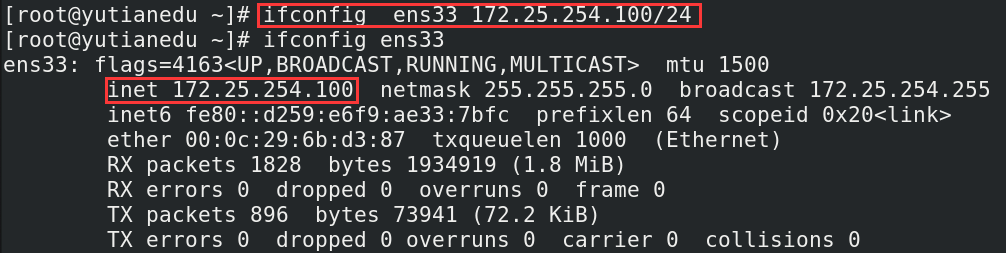 [root@yutianedu ~]# ifconfig  ens33 172.25.254.100/24
[root@yutianedu ~]# ifconfig ens33
ens33: flags=4163<UP,BROADCAST,RUNNING,MULTICAST>  mtu 1500
        inet 172.25.254.100  netmask 255.255.255.0  broadcast 172.25.254.255
        inet6 fe80::d259:e6f9:ae33:7bfc  prefixlen 64  scopeid 0x20<link>
        ether 00:0c:29:6b:d3:87  txqueuelen 1000  (Ethernet)
        RX packets 1828  bytes 1934919 (1.8 MiB)
        RX errors 0  dropped 0  overruns 0  frame 0
        TX packets 896  bytes 73941 (72.2 KiB)
        TX errors 0  dropped 0 overruns 0  carrier 0  collisions 0